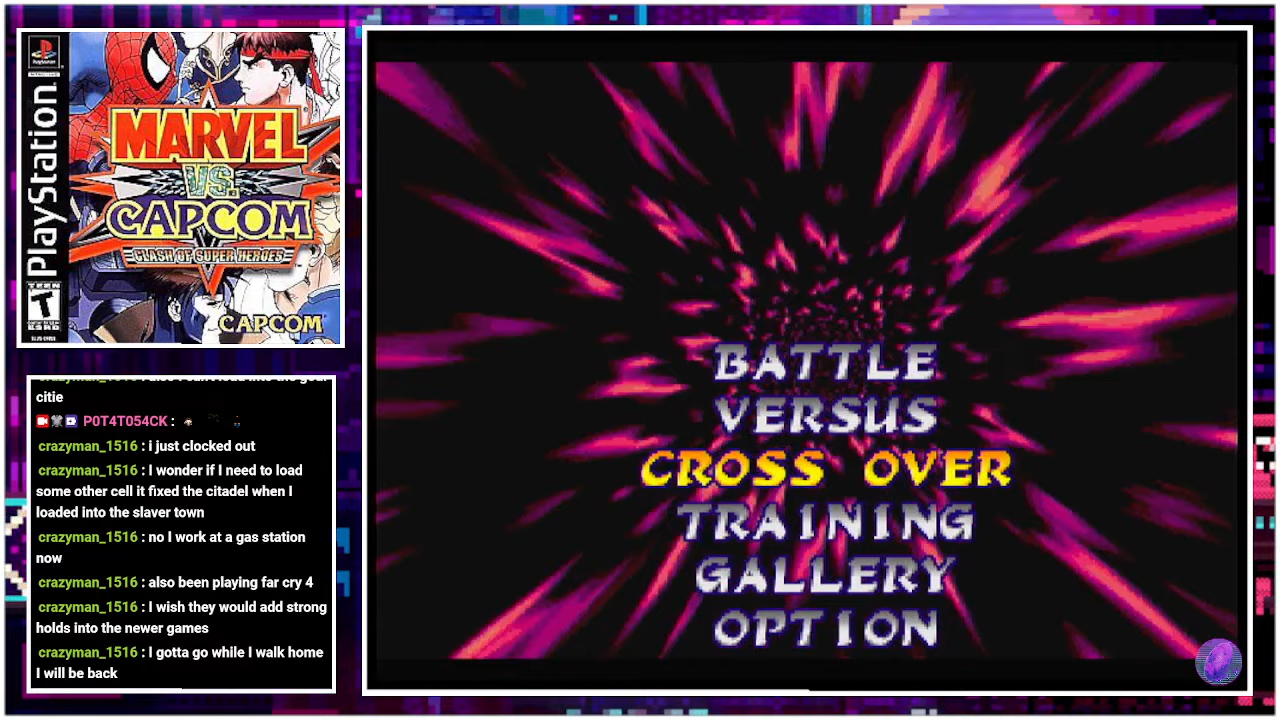 PlayStation
MARVEL
VS.
CAPCOM
CLASH OF SUPER HEROES
TEEN
T
ESRB
CAPCOM
BATTLE
VERSUS
CROSS OVER
TRAINING
GALLERY
OPTION
citie
P0T4T054CK :
crazyman_1516 : i just clocked out
crazyman_1516 : I wonder if I need to load
some other cell it fixed the citadel when I
loaded into the slaver town
crazyman_1516 : no I work at a gas station
now
crazyman_1516 : also been playing far cry 4
crazyman_1516 : I wish they would add strong
holds into the newer games
crazyman_1516 : I gotta go while I walk home
I will be back